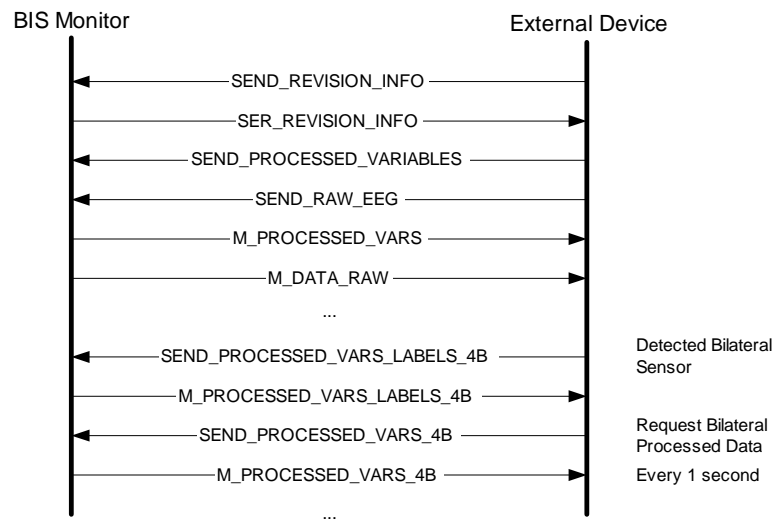 BIS Monitor
External Device
SEND_REVISION_INFO
SER_REVISION_INFO
SEND_PROCESSED_VARIABLES
SEND_RAW_EEG
M_PROCESSED_VARS
M_DATA_RAW
...
SEND_PROCESSED_VARS_LABELS_4B
Detected Bilateral
Sensor
M_PROCESSED_VARS_LABELS_4B
SEND_PROCESSED_VARS_4B
Request Bilateral
Processed Data
M_PROCESSED_VARS_4B
Every 1 second
...